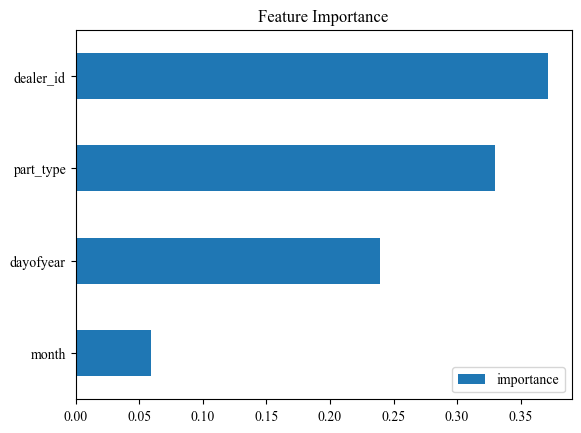 Feature Importance
dealer_id
part_type
dayofyear
month
importance
0.00 0.05 0.10 0.15 0.20 0.25 0.30 0.35